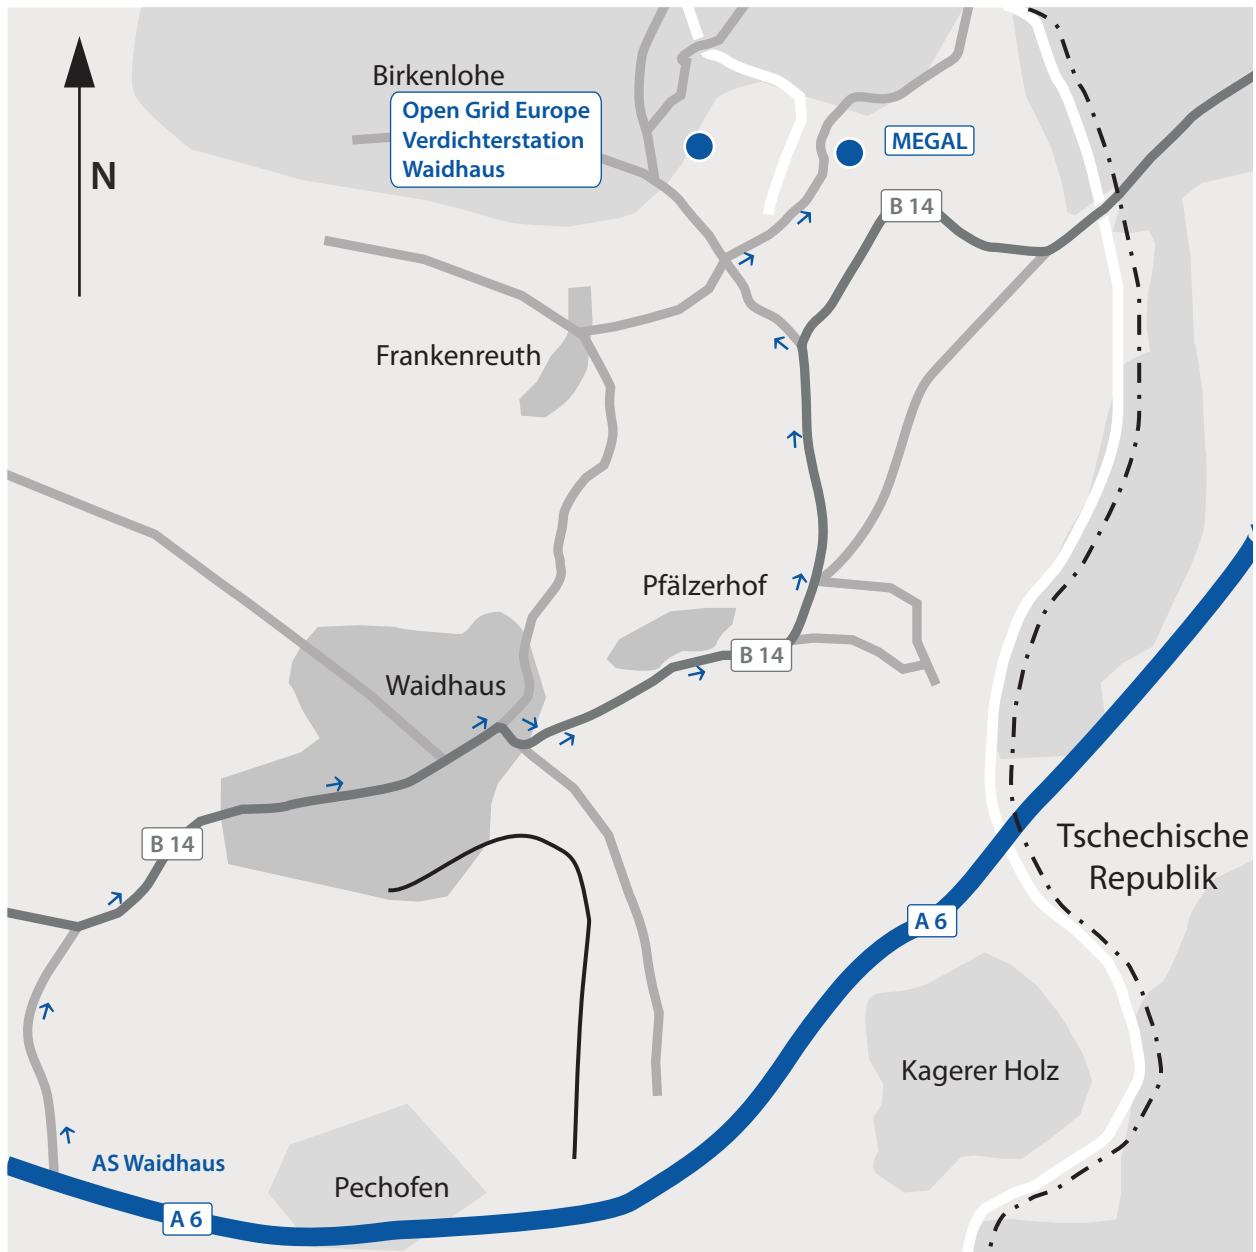 Birkenlohe
Open Grid Europe
Verdichterstation
Waidhaus
MEGAL
N
B 14
Frankenreuth
Pfälzerhof
B 14
Waidhaus
B 14
Tschechische
Republik
A 6
Kagerer Holz
AS Waidhaus
Pechofen
A 6